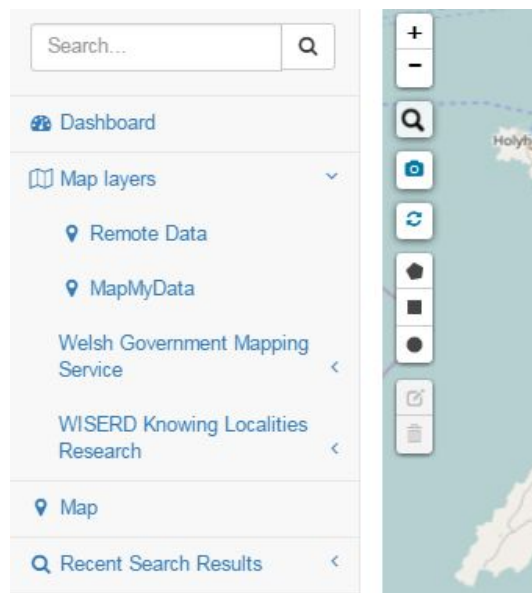 Search...
Dashboard
Map layers
Remote Data
MapMyData
Welsh Government Mapping
Service
WISERD Knowing Localities
Research
Map
Recent Search Results
+
-